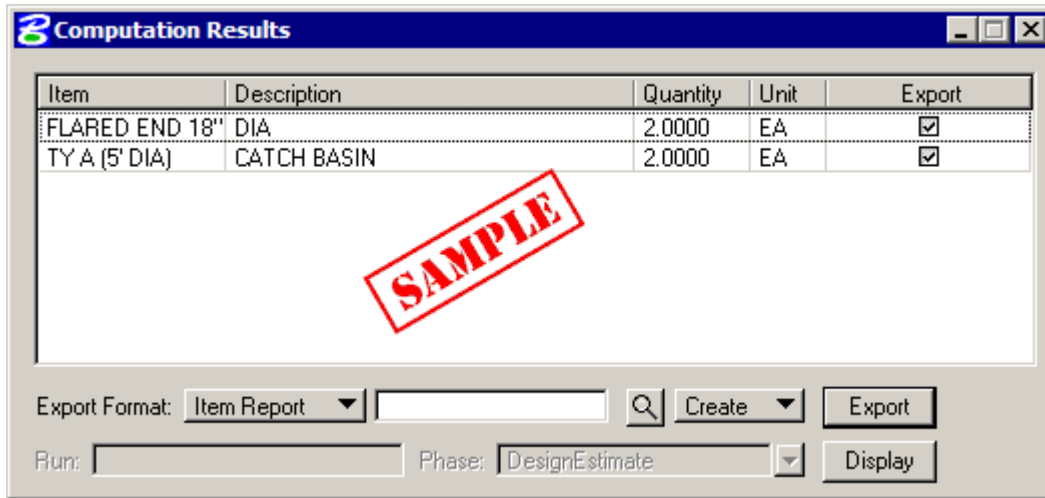 Computation Results
Item Description Quantity Unit Export
FLARED END 18" DIA 2.0000 EA
TY A (5' DIA) CATCH BASIN 2.0000 EA
SAMPLE
Export Format: Item Report Create Export
Run: Phase: DesignEstimate Display